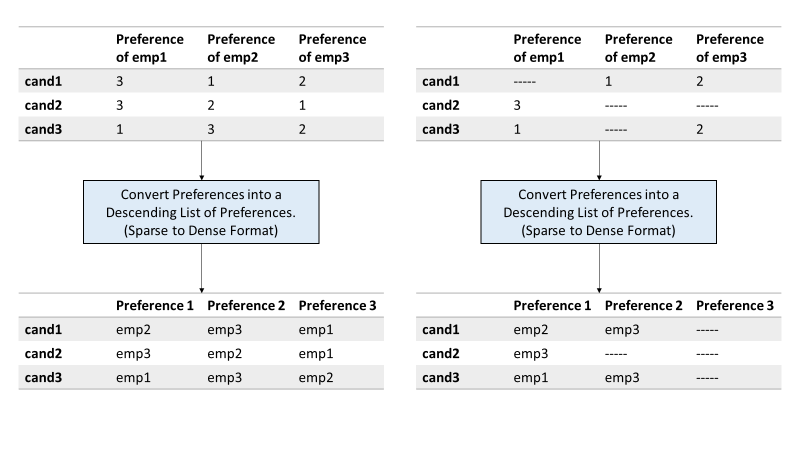 Preference of emp1 Preference of emp2 Preference of emp3
cand1 3 1 2
cand2 3 2 1
cand3 1 3 2
Convert Preferences into a
Descending List of Preferences.
(Sparse to Dense Format)
Preference 1 Preference 2 Preference 3
cand1 emp2 emp3 emp1
cand2 emp3 emp2 emp1
cand3 emp1 emp3 emp2
Preference of emp1 Preference of emp2 Preference of emp3
cand1 ----- 1 2
cand2 3 ----- -----
cand3 1 ----- 2
Convert Preferences into a
Descending List of Preferences.
(Sparse to Dense Format)
Preference 1 Preference 2 Preference 3
cand1 emp2 emp3 -----
cand2 emp3 ----- -----
cand3 emp1 emp3 -----